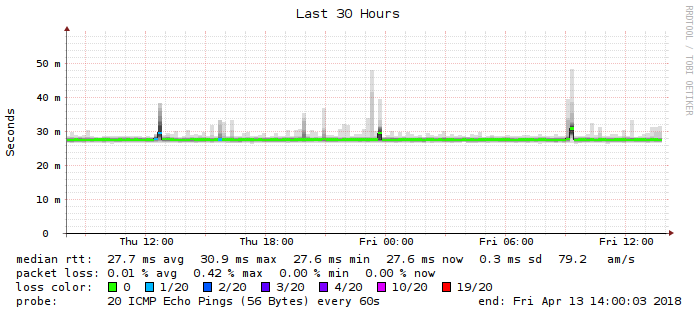 Last 30 Hours
RRDTOOL / TOBI OETIKER
Seconds
50 m
40 m
30 m
20 m
10 m
0
Thu 12:00 Thu 18:00 Fri 00:00 Fri 06:00 Fri 12:00
median rtt: 27.7 ms avg 30.9 ms max 27.6 ms min 27.6 ms now 0.3 ms sd 79.2 am/s
packet loss: 0.01 % avg 0.42 % max 0.00 % min 0.00 % now
loss color: 0 1/20 2/20 3/20 4/20 10/20 19/20
probe: 20 ICMP Echo Pings (56 Bytes) every 60s end: Fri Apr 13 14:00:03 2018